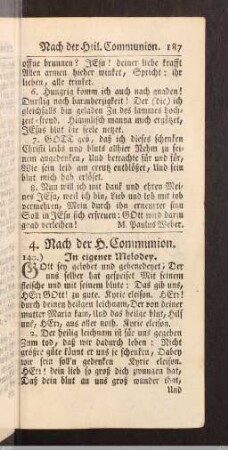 Nach der Heil. Communion. 187
offne brunnen! JEsu! deiner liebe krafft
Allen armen hieher winket, Spricht: ihr
lieben, alle trinket.
6. Hungrig komm ich auch nach gnaden!
Durstig nach barmhertzigkeit! Der (die) ich
gleichfalls bin geladen Zu des lammes hoch-
zeit-freud. Himmlisch manna mich ergötzet,
JEsus blut die seele netzet.
7. GOTT geb, daß ich dieses schenken
Christi leibs und bluts allhier Nehm zu sei-
nem angedenken, Und betrachte für und für,
Wie sein leib am creutz entblößet, Und sein
blut mich hab erlöset.
8. Nun will ich mit dank und ehren Mei-
nes JEsu, weil ich bin, Lieb und lob mit lob
vermehren, Mein durch ihn erneurter sinn
Soll in JEsu sich erfreuen: GOtt wird darzu
gnad verleihen! M. Paulus Weber.
4. Nach der H. Communion.
140.) In eigener Melodey.
GOtt sey gelobet und gebenedeyet, Der
uns selber hat gespeiset Mit seinem
fleische und mit seinem blute: Das gib uns,
HErr GOtt! zu gute. Kyrie eleison. HErr!
durch deinen heiligen leichnam, Der von deiner
mutter Maria kam, Und das heilge blut, Hilf
uns, HErr, aus aller noth. Kyrie eleison.
2. Der heilig leichnam ist für uns gegeben
Zum tod, daß wir dadurch leben: Nicht
größre güte könnt er uns je schenken, Dabey
wir sein soll'n gedenken Kyrie eleison.
HErr! dein lieb so groß dich zwungen hat,
Daß dein blut an uns groß wunder that,
Und